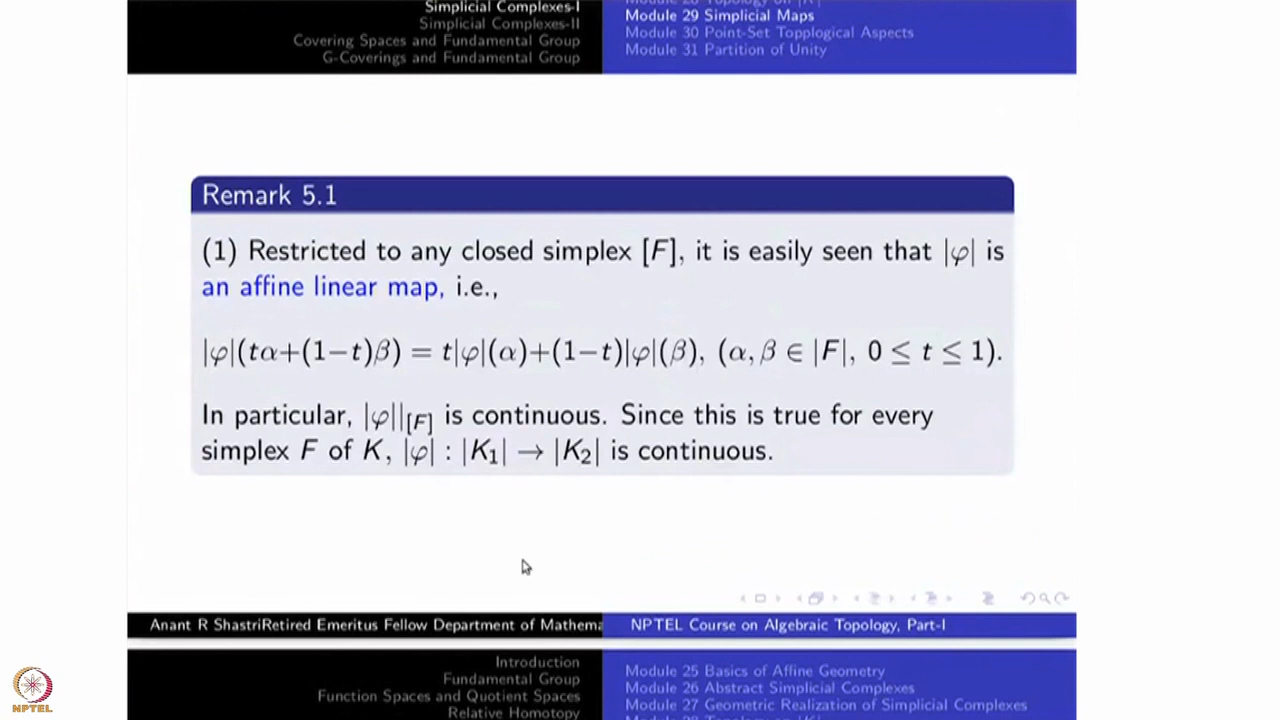 Simplicial Complexes-I
Simplicial Complexes-II
Covering Spaces and Fundamental Group
G-Coverings and Fundamental Group
Module 29 Simplicial Maps
Module 30 Point-Set Topplogical Aspects
Module 31 Partition of Unity
Remark 5.1
(1) Restricted to any closed simplex [F], it is easily seen that |φ| is
an affine linear map, i.e.,
|φ|(tα+(1−t)β) = t|φ|(α)+(1−t)|φ|(β), (α, β ∈ |F|, 0 ≤ t ≤ 1).
In particular, |φ||[F] is continuous. Since this is true for every
simplex F of K, |φ| : |K₁| → |K₂| is continuous.
Anant R ShastriRetired Emeritus Fellow Department of Mathema
NPTEL Course on Algebraic Topology, Part-I
Introduction
Fundamental Group
Function Spaces and Quotient Spaces
Relative Homotopy
Module 25 Basics of Affine Geometry
Module 26 Abstract Simplicial Complexes
Module 27 Geometric Realization of Simplicial Complexes
NPTEL